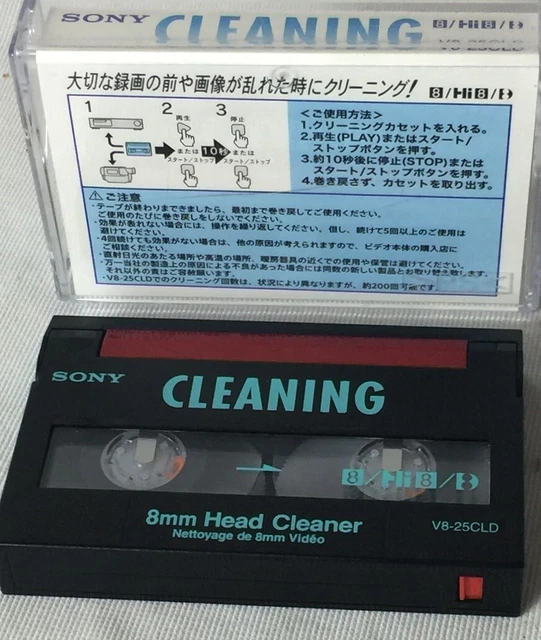 SONY CLEANING 8/Hi8/D
V8-25CLD
大切な録画の前や画像が乱れた時にクリーニング! 8/Hi8/D
1 2 3
再生 停止
または 10秒 または
スタート/ストップ スタート/ストップ
<ご使用方法>
1.クリーニングカセットを入れる。
2.再生(PLAY)またはスタート/
ストップボタンを押す。
3.約10秒後に停止(STOP)または
スタート/ストップボタンを押す。
4.巻き戻さず、カセットを取り出す。
⚠ご注意
・テープが終わりまできましたら、最初まで巻き戻してご使用ください。
ご使用のたびに巻き戻しをしないでください。
・効果が表れない場合には、操作を繰り返してください。但し、続けて5回以上のご使用は
避けてください。
・4回続けても効果がない場合は、他の原因が考えられますので、ビデオ本体の購入店に
ご相談ください。
・直射日光のあたる場所や高温の場所、暖房器具の近くでの使用や保管は避けてください。
・万一当社の製造上の原因による不良があった場合には同数の新しい製品とお取り替え致します。
それ以外の責はご容赦願います。
・V8-25CLDでのクリーニング回数は、状況により異なりますが、約200回可能です。
SONY
CLEANING
8/Hi8/D
8mm Head Cleaner
Nettoyage de 8mm Vidéo
V8-25CLD